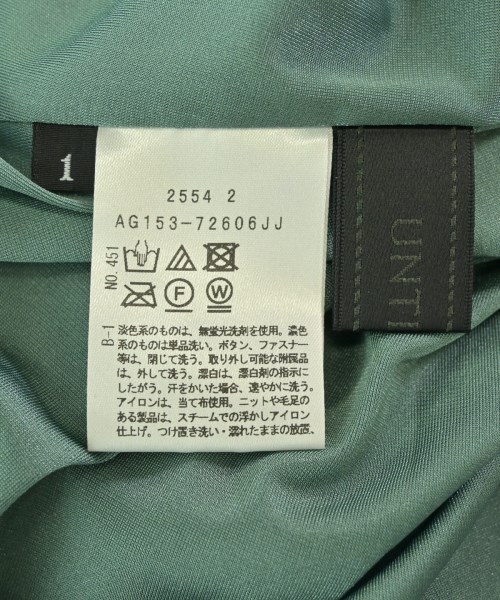 1
2554 2
AG153-72606JJ
NO.451
B-1
淡色系のものは、無蛍光洗剤を使用。濃色
系のものは単品洗い。ボタン、ファスナー
等は、閉じて洗う。取り外し可能な附属品
は、外して洗う。漂白は、漂白剤の指示に
したがう。汗をかいた場合、速やかに洗う。
アイロンは、当て布使用。ニットや毛足の
ある製品は、スチームでの浮かしアイロン
仕上げ。つけ置き洗い・濡れたままの放置。
F
W
UNTI